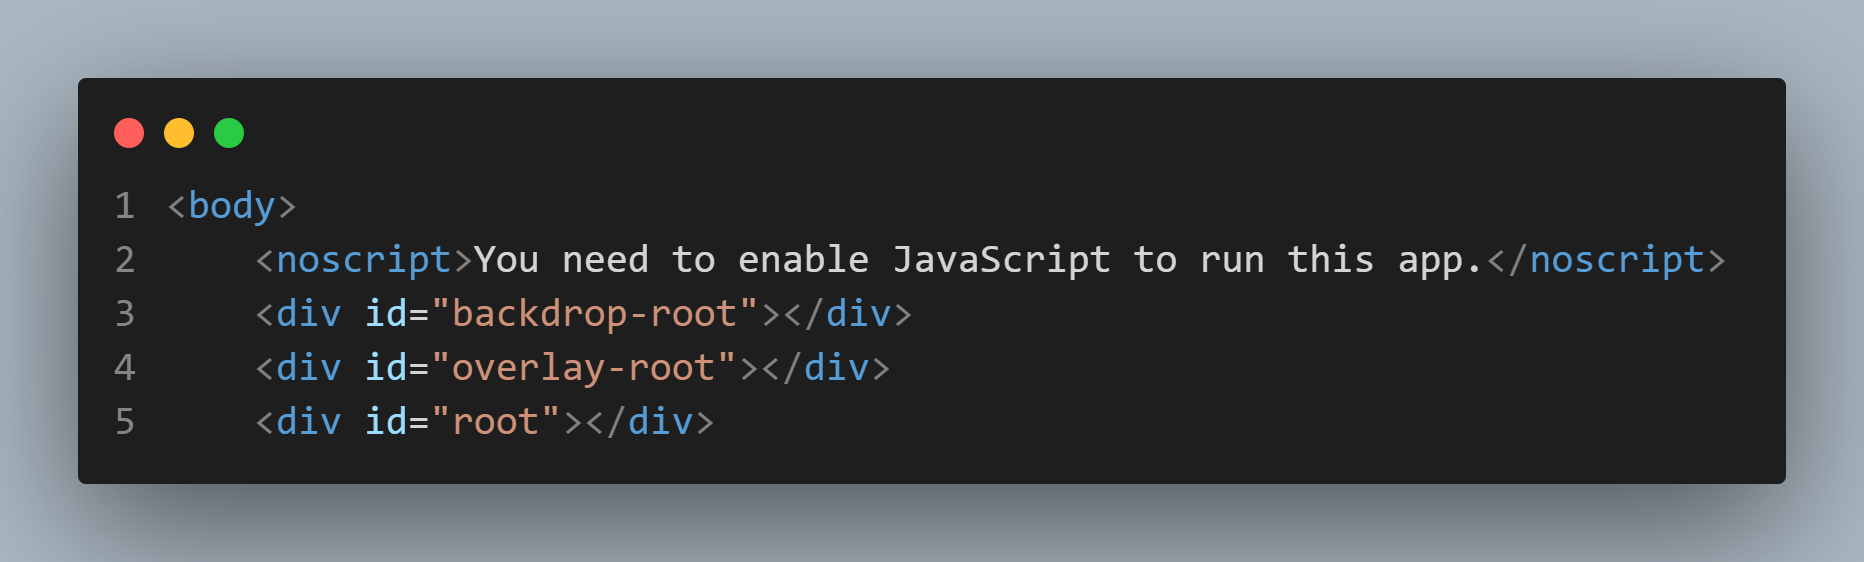 1 <body>
2     <noscript>You need to enable JavaScript to run this app.</noscript>
3     <div id="backdrop-root"></div>
4     <div id="overlay-root"></div>
5     <div id="root"></div>